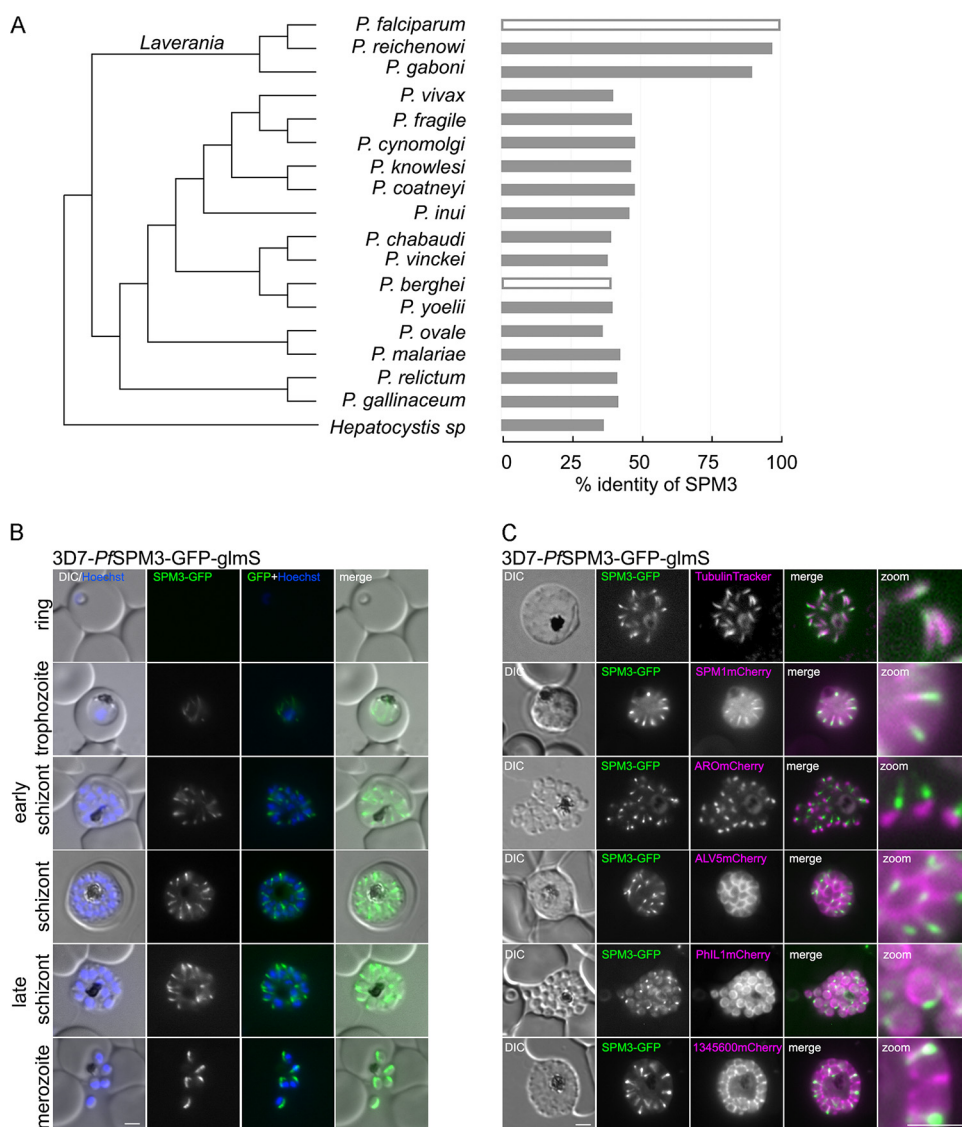 A
Laverania
P. falciparum
P. reichenowi
P. gaboni
P. vivax
P. fragile
P. cynomolgi
P. knowlesi
P. coatneyi
P. inui
P. chabaudi
P. vinckei
P. berghei
P. yoelii
P. ovale
P. malariae
P. relictum
P. gallinaceum
Hepatocystis sp
0 25 50 75 100
% identity of SPM3
B
3D7-PfSPM3-GFP-glmS
DIC/Hoechst SPM3-GFP GFP+Hoechst merge
ring
trophozoite
early
schizont
schizont
late
schizont
merozoite
C
3D7-PfSPM3-GFP-glmS
DIC SPM3-GFP TubulinTracker merge zoom
DIC SPM3-GFP SPM1mCherry merge zoom
DIC SPM3-GFP AROmCherry merge zoom
DIC SPM3-GFP ALV5mCherry merge zoom
DIC SPM3-GFP PhIL1mCherry merge zoom
DIC SPM3-GFP 1345600mCherry merge zoom